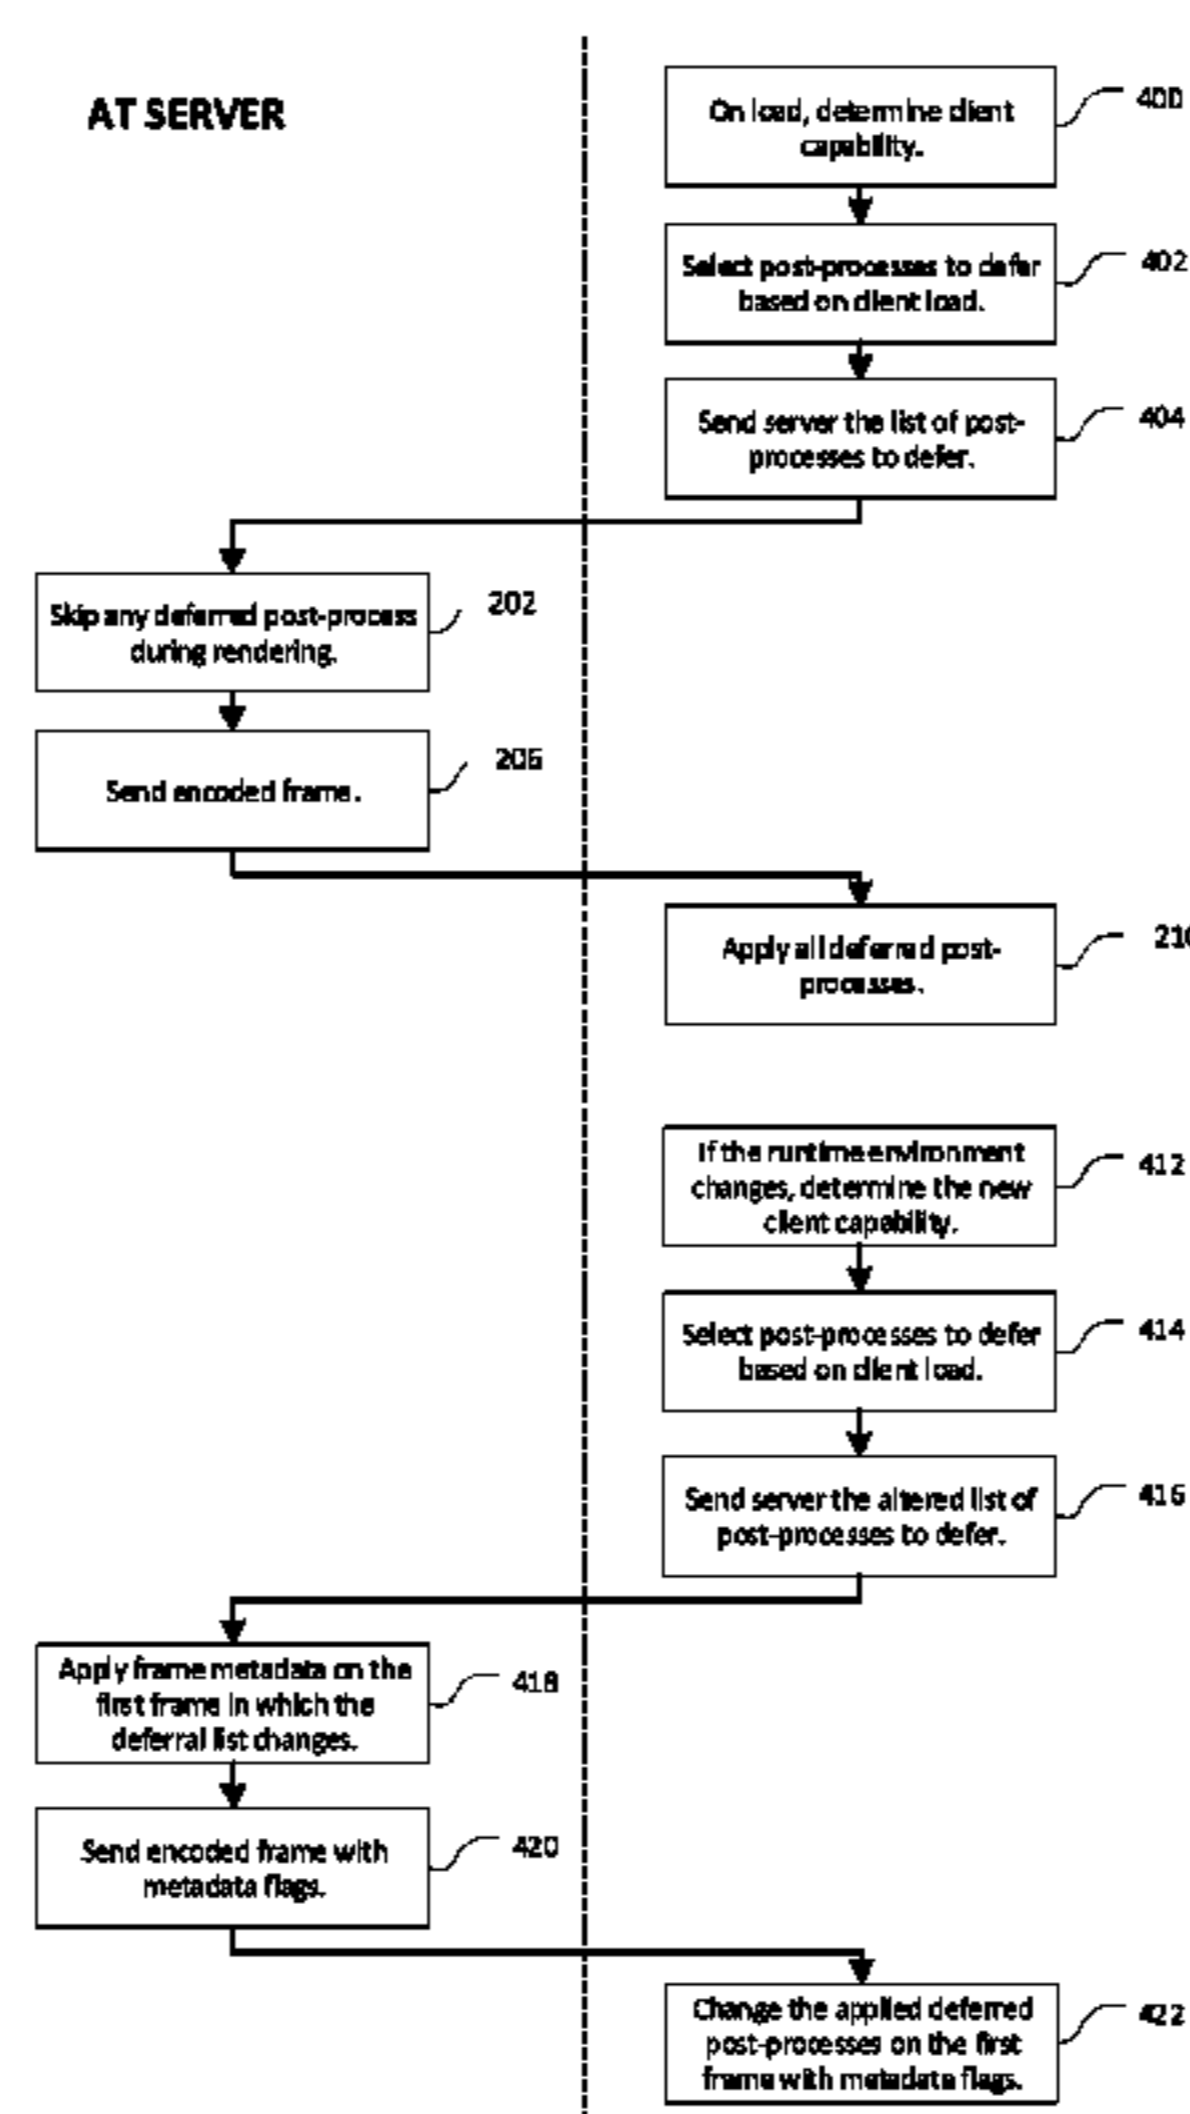 AT SERVER
On load, determine client
capability.
400
Select post-processes to defer
based on client load.
402
Send server the list of post-
processes to defer.
404
Skip any deferred post-process
during rendering.
202
Send encoded frame.
206
Apply all deferred post-
processes.
210
If the runtime environment
changes, determine the new
client capability.
412
Select post-processes to defer
based on client load.
414
Send server the altered list of
post-processes to defer.
416
Apply frame metadata on the
first frame in which the
deferral list changes.
418
Send encoded frame with
metadata flags.
420
Change the applied deferred
post-processes on the first
frame with metadata flags.
422